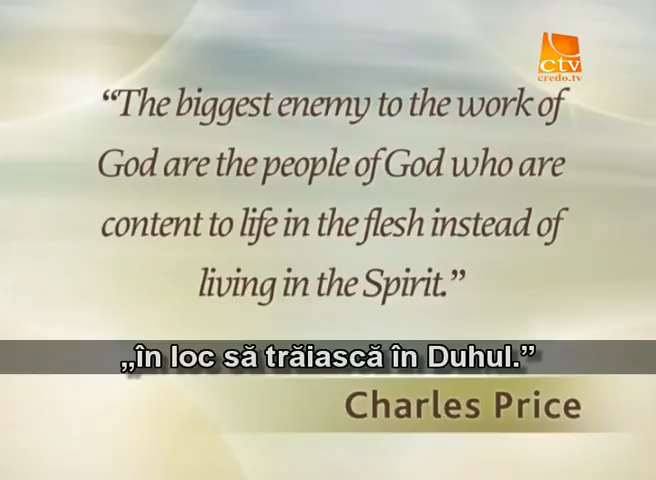 ctv
credo.tv
“The biggest enemy to the work of
God are the people of God who are
content to life in the flesh instead of
living in the Spirit.”
„în loc să trăiască în Duhul.”
Charles Price